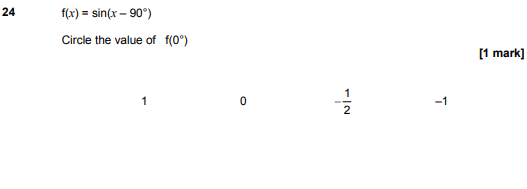 24 f(x) = sin(x – 90°)
Circle the value of f(0°)
[1 mark]
1 0 –1/2 –1